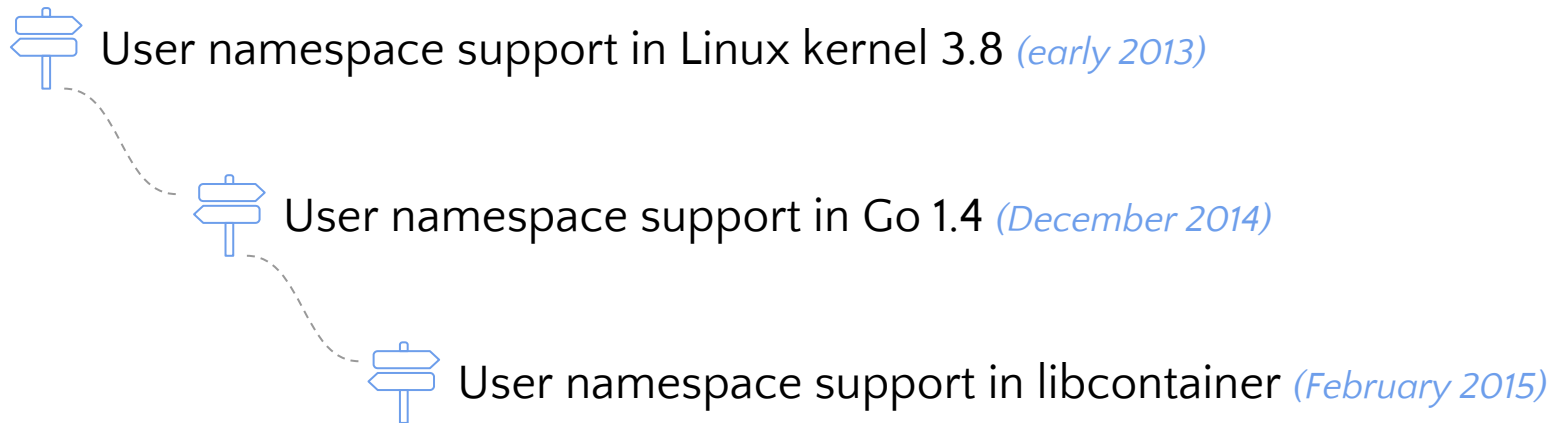 User namespace support in Linux kernel 3.8 (early 2013)
User namespace support in Go 1.4 (December 2014)
User namespace support in libcontainer (February 2015)